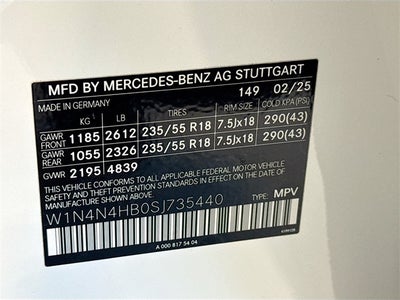 MFD BY MERCEDES-BENZ AG STUTTGART
MADE IN GERMANY 149 02/25
KG LB TIRES RIM SIZE COLD KPA (PSI)
GAWR FRONT 1185 2612 235/55 R18 7.5Jx18 290(43)
GAWR REAR 1055 2326 235/55 R18 7.5Jx18 290(43)
GVWR 2195 4839
THIS VEHICLE CONFORMS TO ALL APPLICABLE FEDERAL MOTOR VEHICLE
SAFETY AND THEFT PREVENTION STANDARDS IN EFFECT ON THE DATE OF
MANUFACTURE SHOWN ABOVE.
W1N4N4HB0SJ735440 TYPE: MPV
A 000 817 54 04